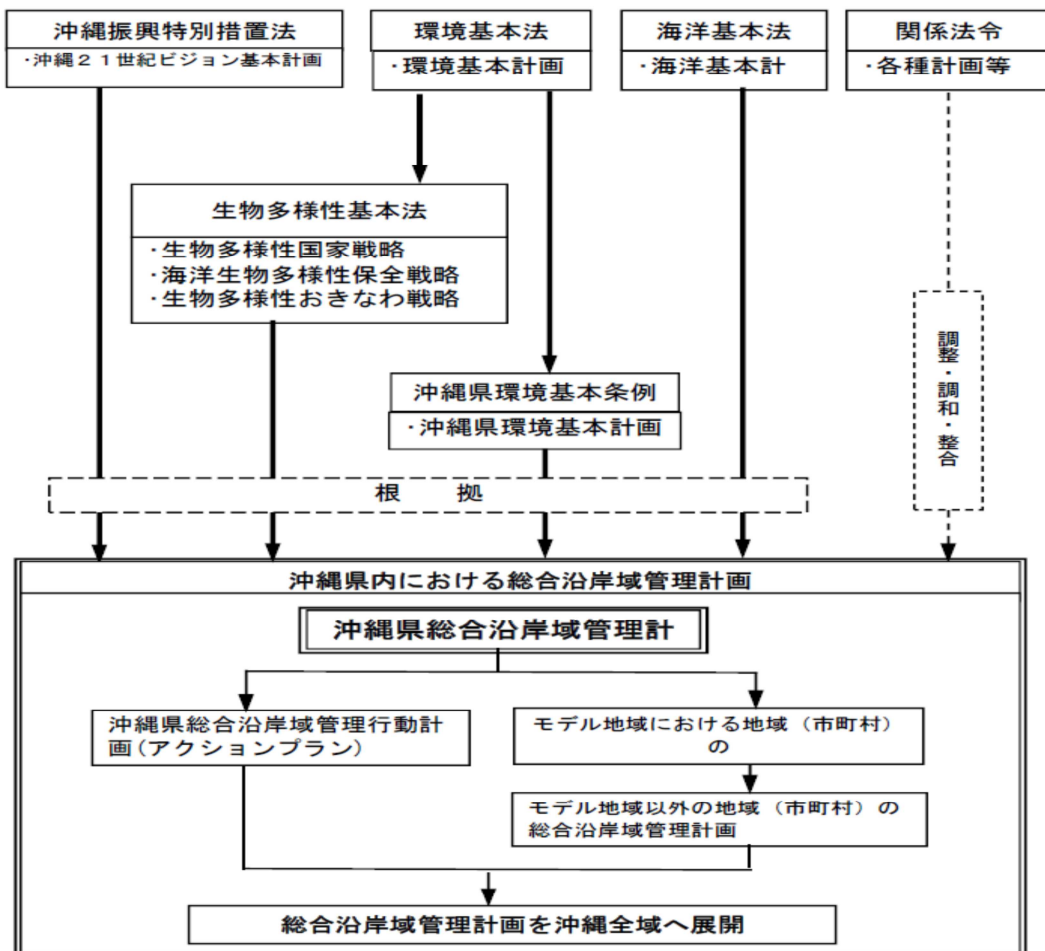 沖縄振興特別措置法
・沖縄２１世紀ビジョン基本計画
環境基本法
・環境基本計画
海洋基本法
・海洋基本計
関係法令
・各種計画等
生物多様性基本法
・生物多様性国家戦略
・海洋生物多様性保全戦略
・生物多様性おきなわ戦略
調整・調和・整合
沖縄県環境基本条例
・沖縄県環境基本計画
根　拠
沖縄県内における総合沿岸域管理計画
沖縄県総合沿岸域管理計
沖縄県総合沿岸域管理行動計
画(アクションプラン)
モデル地域における地域（市町村）
の
モデル地域以外の地域（市町村）の
総合沿岸域管理計画
総合沿岸域管理計画を沖縄全域へ展開